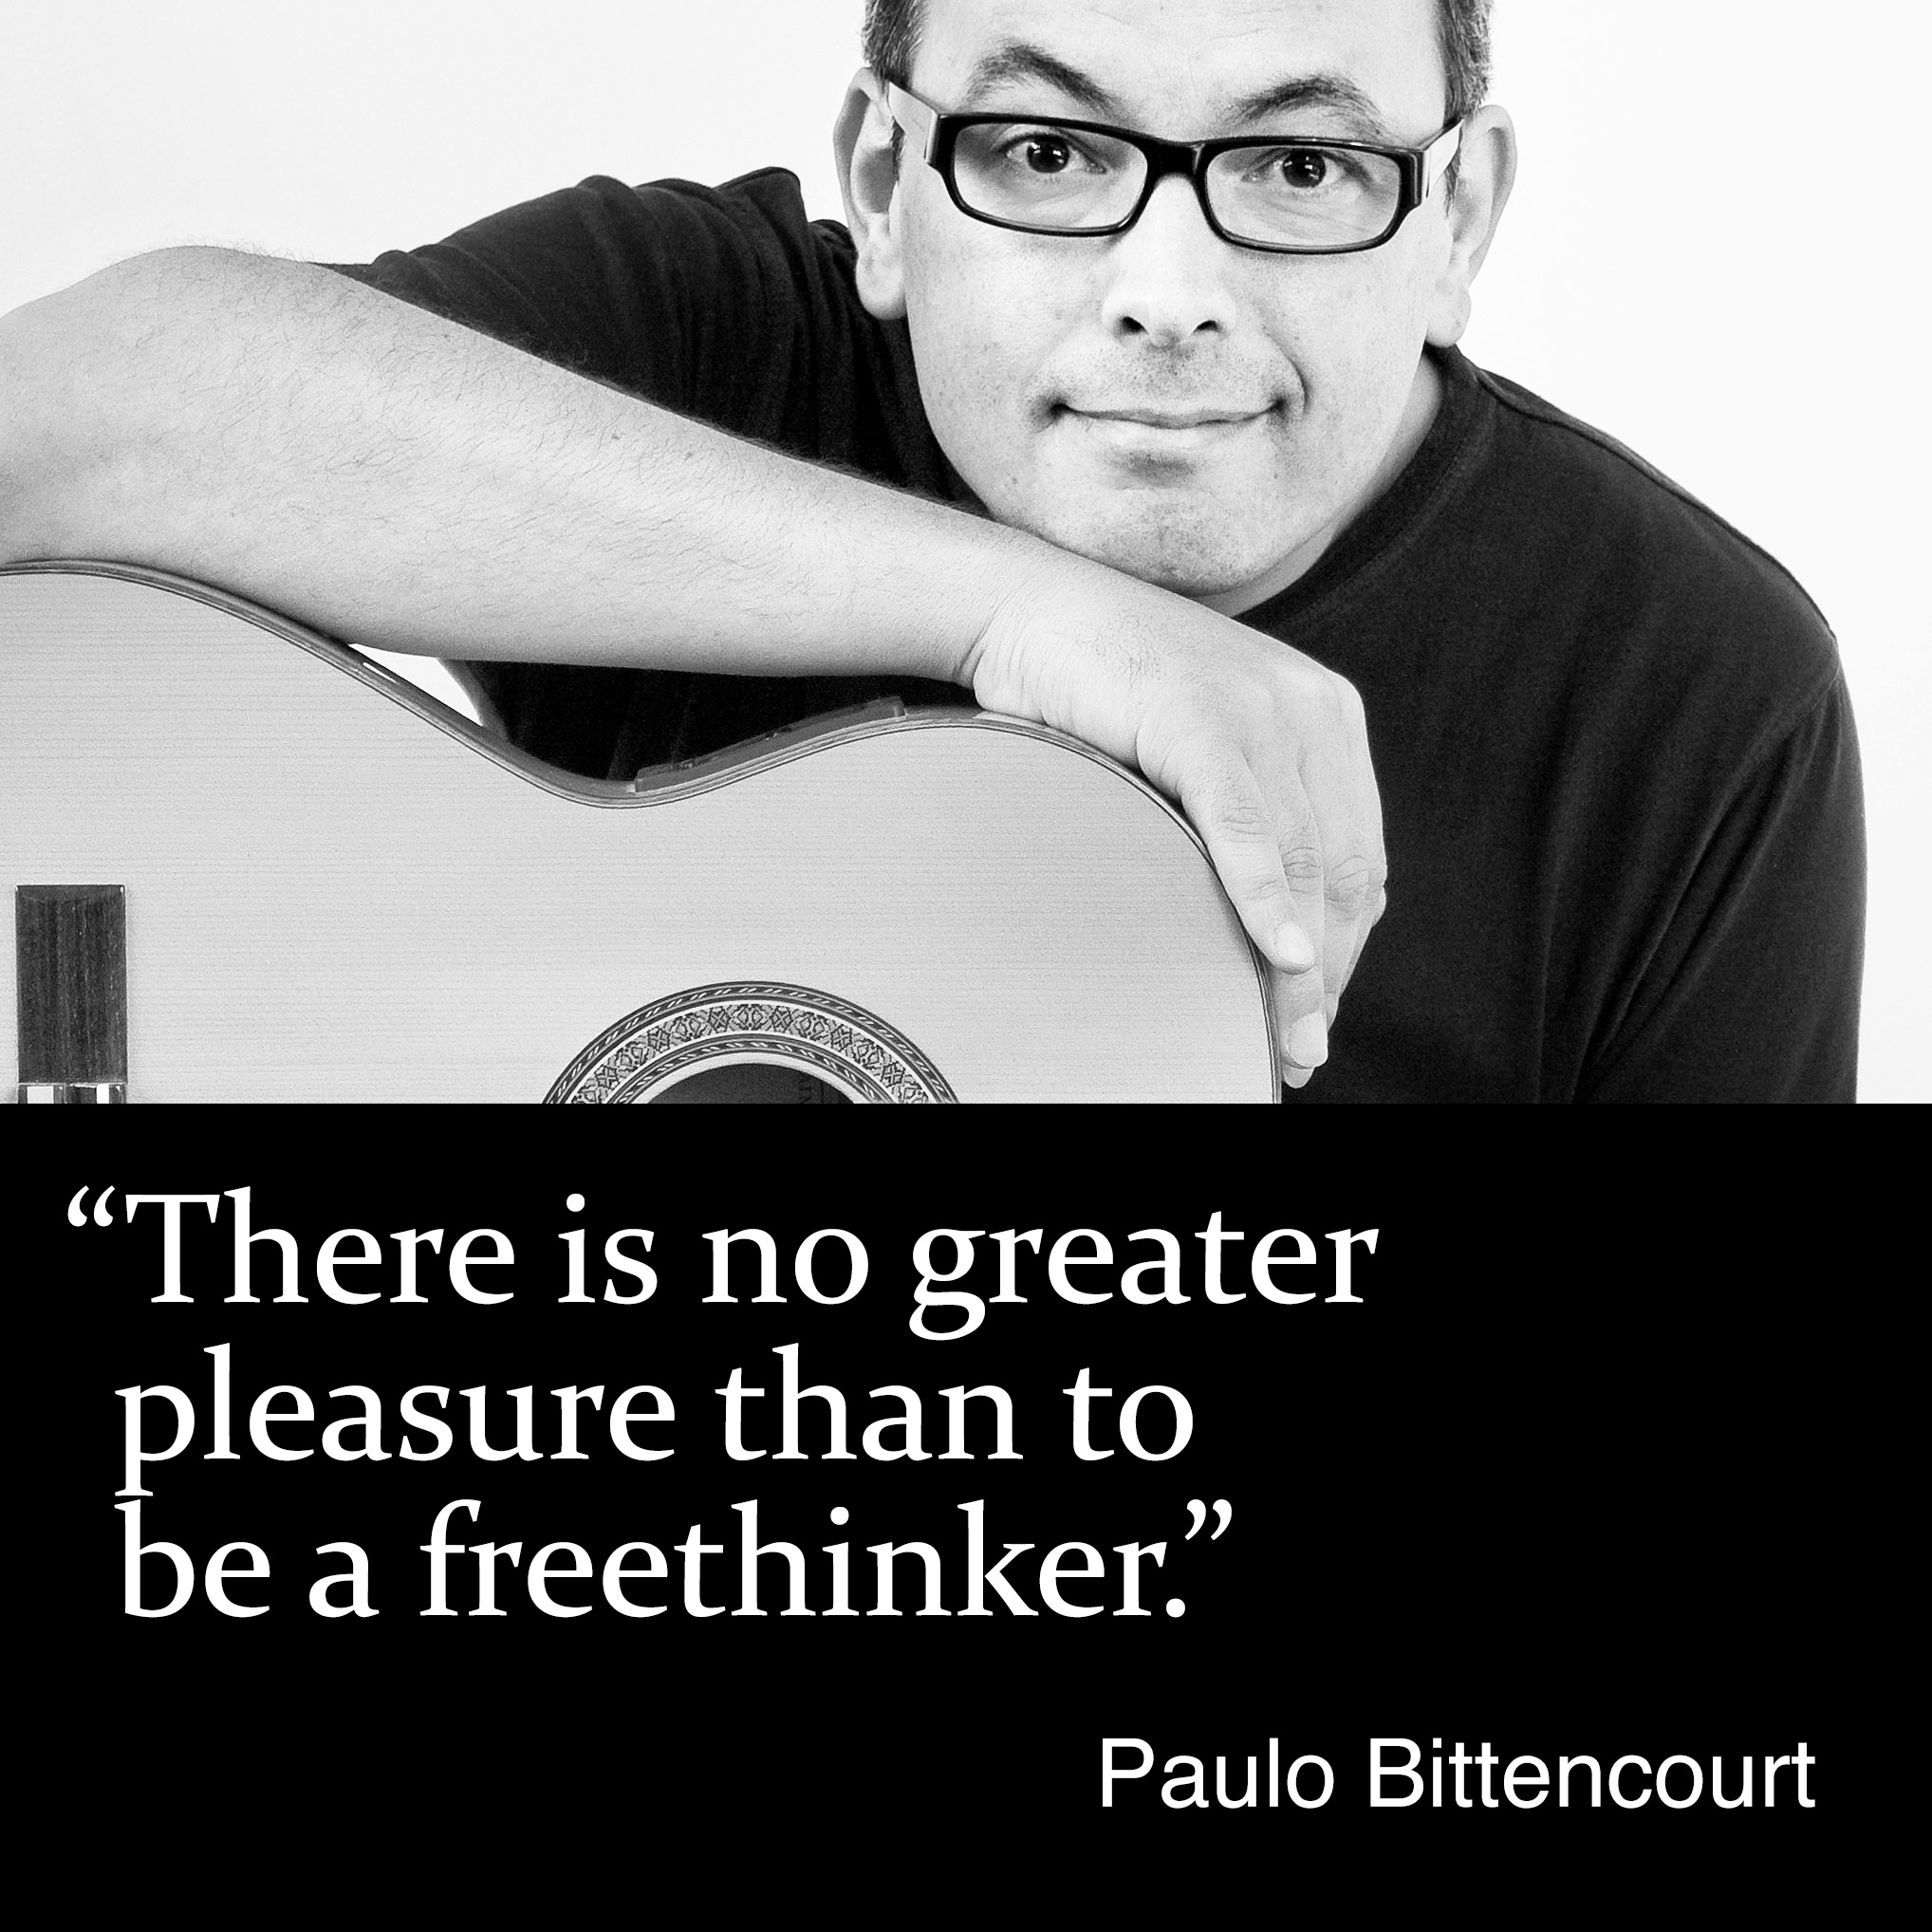 “There is no greater
pleasure than to
be a freethinker.”
Paulo Bittencourt